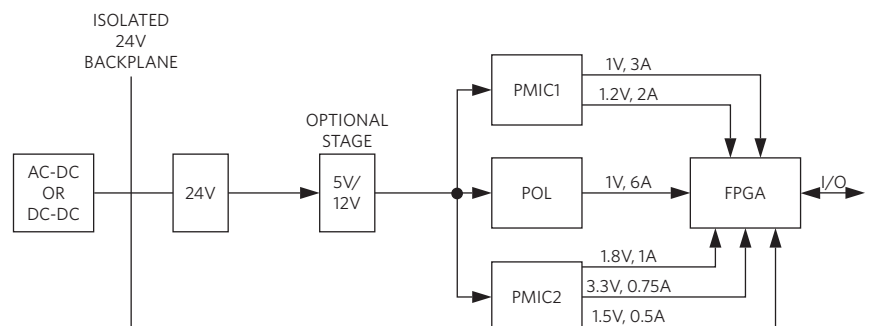 ISOLATED
24V
BACKPLANE
AC-DC
OR
DC-DC
24V
OPTIONAL
STAGE
5V/
12V
PMIC1
1V, 3A
1.2V, 2A
POL
1V, 6A
FPGA
I/O
PMIC2
1.8V, 1A
3.3V, 0.75A
1.5V, 0.5A